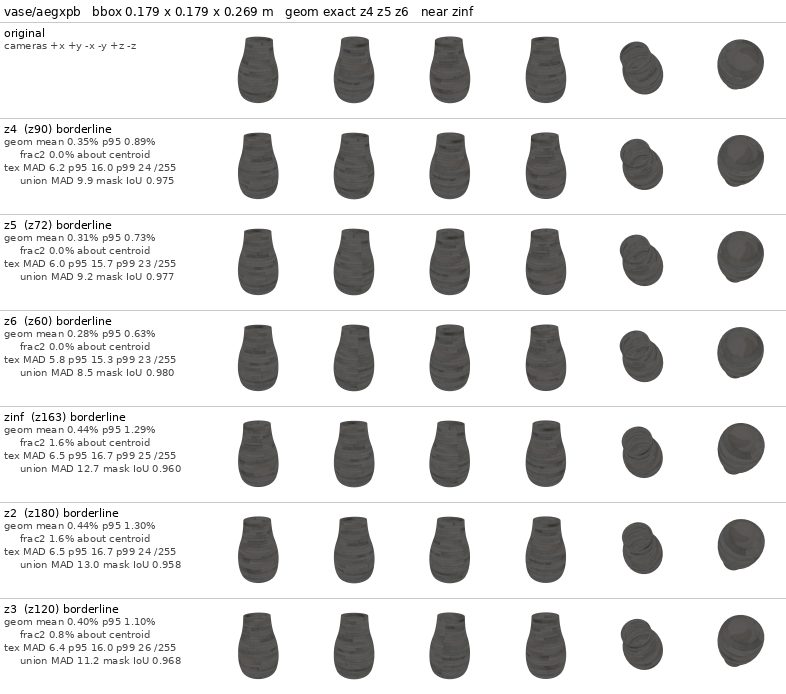 vase/aegxpb   bbox 0.179 x 0.179 x 0.269 m   geom exact z4 z5 z6   near zinf
original
cameras +x +y -x -y +z -z
z4  (z90) borderline
geom mean 0.35% p95 0.89%
frac2 0.0% about centroid
tex MAD 6.2 p95 16.0 p99 24 /255
union MAD 9.9 mask IoU 0.975
z5  (z72) borderline
geom mean 0.31% p95 0.73%
frac2 0.0% about centroid
tex MAD 6.0 p95 15.7 p99 23 /255
union MAD 9.2 mask IoU 0.977
z6  (z60) borderline
geom mean 0.28% p95 0.63%
frac2 0.0% about centroid
tex MAD 5.8 p95 15.3 p99 23 /255
union MAD 8.5 mask IoU 0.980
zinf  (z163) borderline
geom mean 0.44% p95 1.29%
frac2 1.6% about centroid
tex MAD 6.5 p95 16.7 p99 25 /255
union MAD 12.7 mask IoU 0.960
z2  (z180) borderline
geom mean 0.44% p95 1.30%
frac2 1.6% about centroid
tex MAD 6.5 p95 16.7 p99 24 /255
union MAD 13.0 mask IoU 0.958
z3  (z120) borderline
geom mean 0.40% p95 1.10%
frac2 0.8% about centroid
tex MAD 6.4 p95 16.0 p99 26 /255
union MAD 11.2 mask IoU 0.968